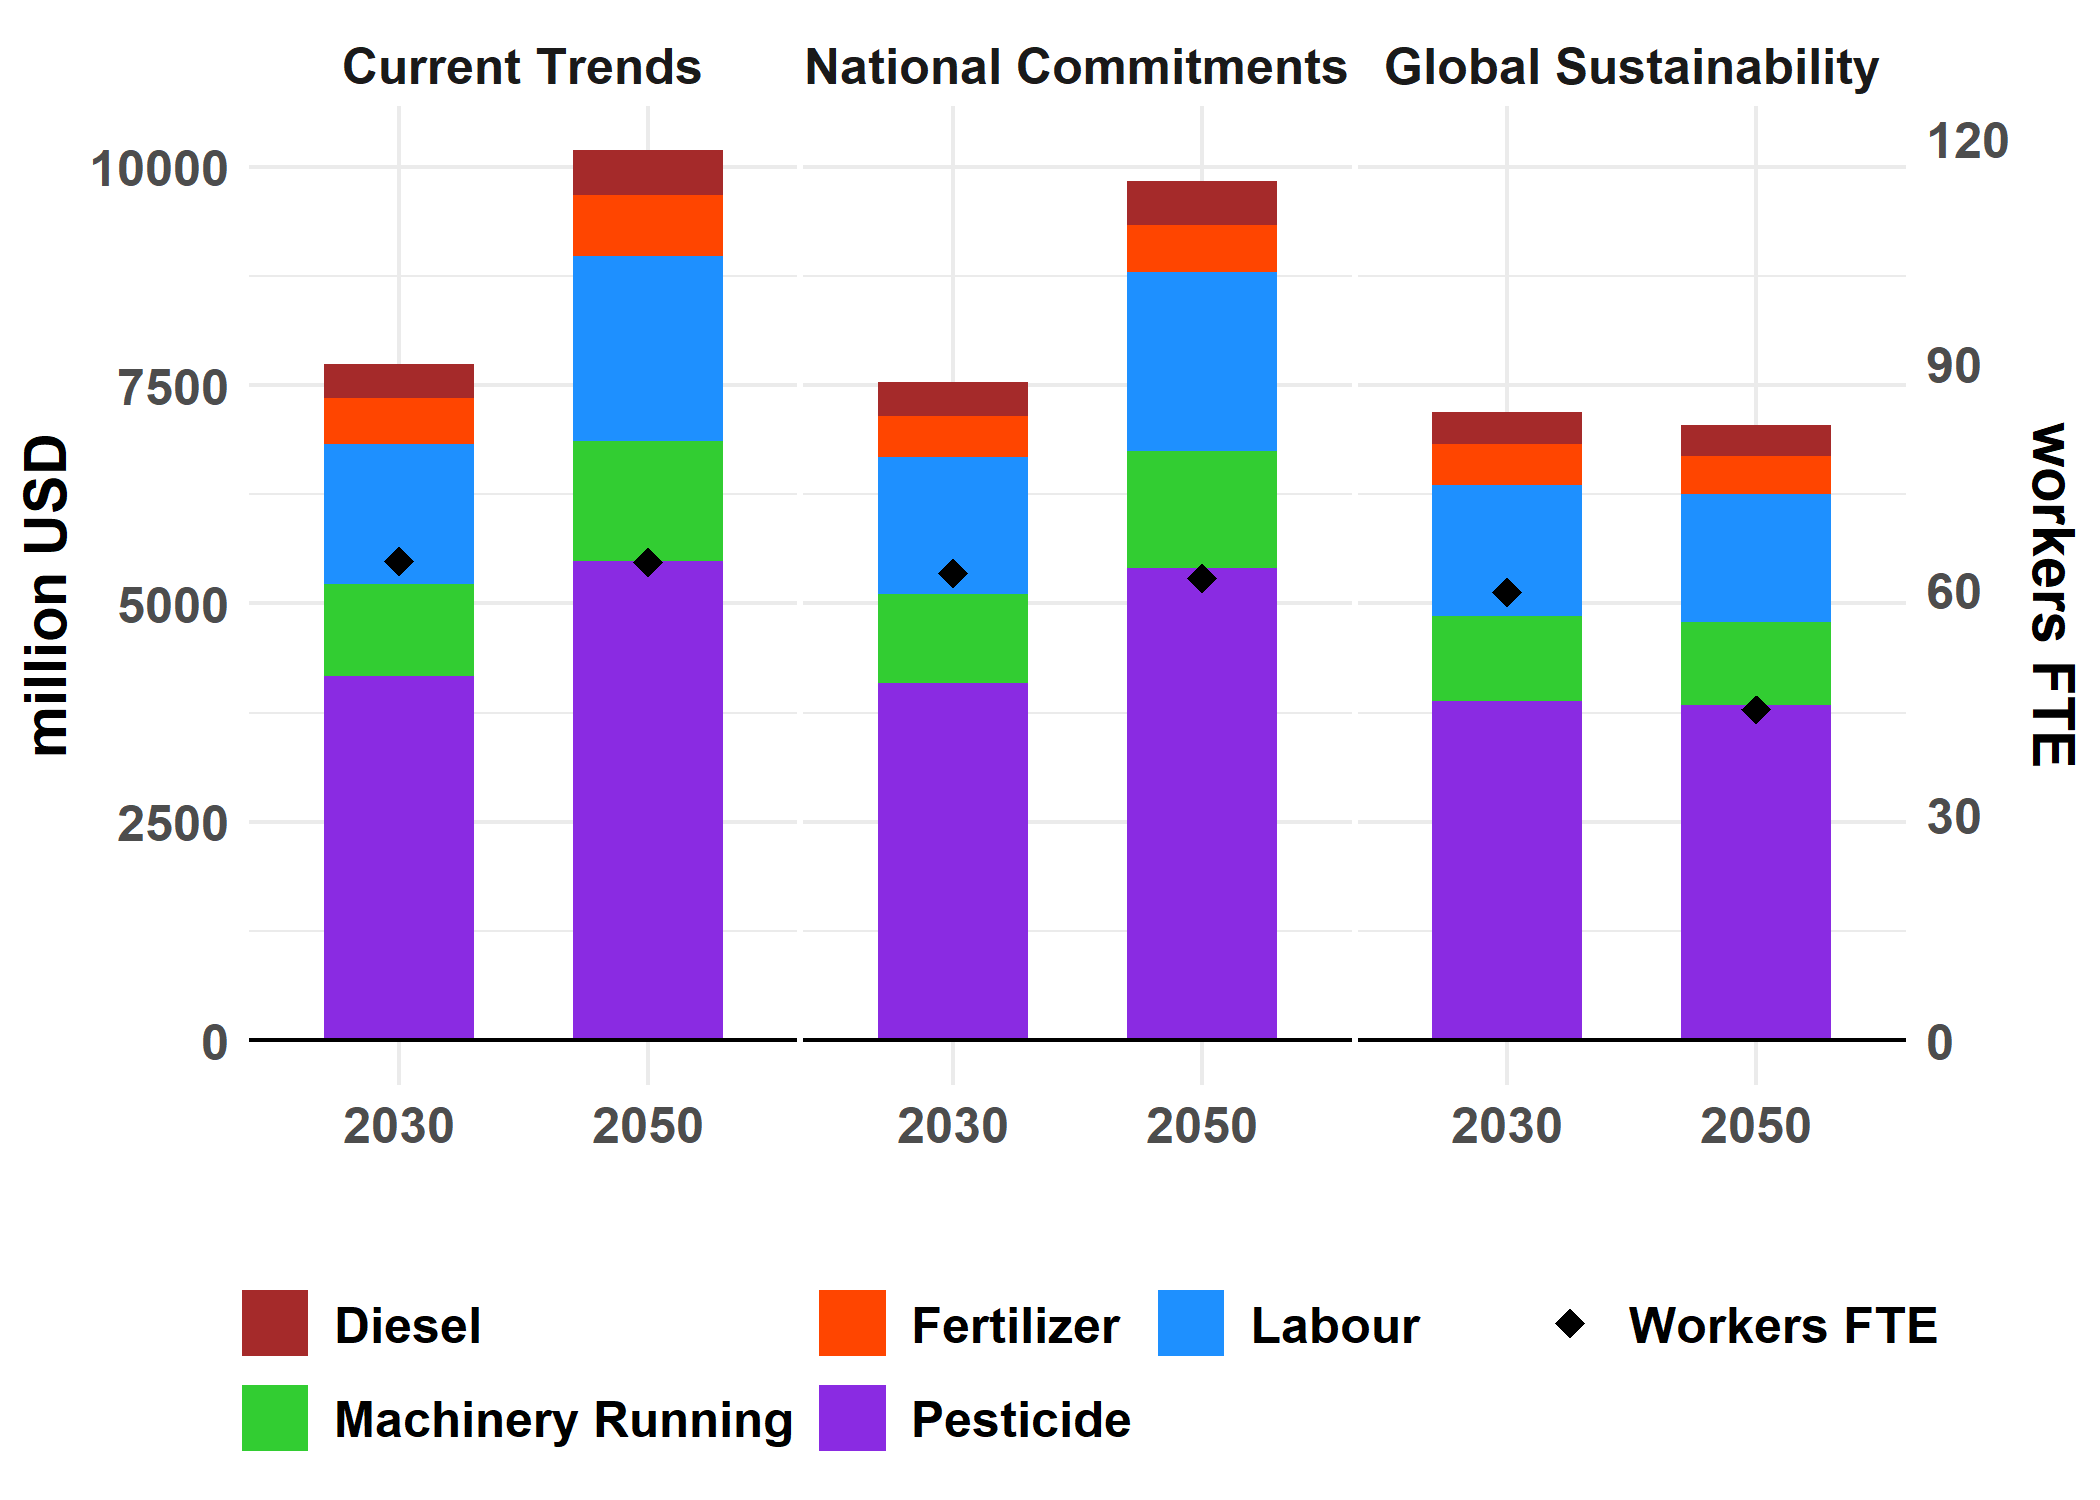 Current Trends
National Commitments
Global Sustainability
10000
7500
5000
2500
0
million USD
120
90
60
30
0
workers FTE
2030
2050
2030
2050
2030
2050
Diesel
Fertilizer
Labour
Workers FTE
Machinery Running
Pesticide